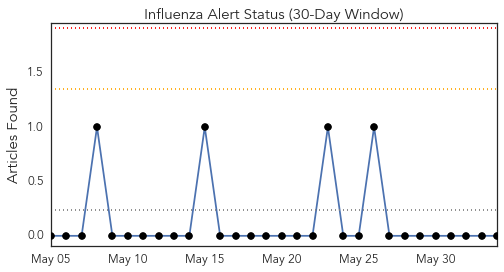 Influenza Alert Status (30-Day Window)
Articles Found
1.5
1.0
0.5
0.0
May 05 May 10 May 15 May 20 May 25 May 30